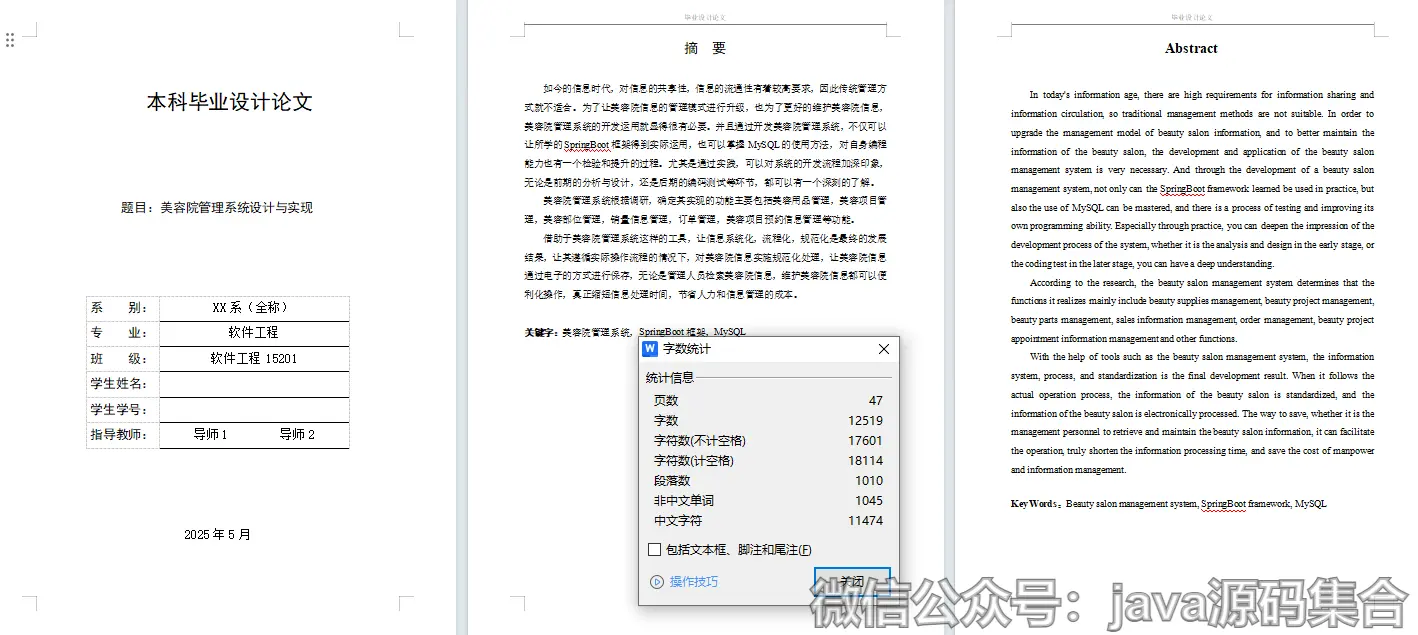 本科毕业设计论文
题目：美容院管理系统设计与实现
系 别： XX 系（全称）
专 业： 软件工程
班 级： 软件工程 15201
学生姓名：
学生学号：
指导教师： 导师 1 导师 2
2025 年 5 月
毕业设计论文
摘 要
如今的信息时代，对信息的共享性，信息的流通性有着较高要求，因此传统管理方
式就不适合。为了让美容院信息的管理模式进行升级，也为了更好的维护美容院信息，
美容院管理系统的开发运用就显得很有必要。并且通过开发美容院管理系统，不仅可以
让所学的 SpringBoot 框架得到实际运用，也可以掌握 MySQL 的使用方法，对自身编程
能力也有一个检验和提升的过程。尤其是通过实践，可以对系统的开发流程加深印象，
无论是前期的分析与设计，还是后期的编码测试等环节，都可以有一个深刻的了解。
美容院管理系统根据调研，确定其实现的功能主要包括美容用品管理，美容项目管
理，美容部位管理，销量信息管理，订单管理，美容项目预约信息管理等功能。
借助于美容院管理系统这样的工具，让信息系统化，流程化，规范化是最终的发展
结果，让其遵循实际操作流程的情况下，对美容院信息实施规范化处理，让美容院信息
通过电子的方式进行保存，无论是管理人员检索美容院信息，维护美容院信息都可以便
利化操作，真正缩短信息处理时间，节省人力和信息管理的成本。
关键字：美容院管理系统，SpringBoot 框架，MySQL
字数统计
统计信息
页数 47
字数 12519
字符数(不计空格) 17601
字符数(计空格) 18114
段落数 1010
非中文单词 1045
中文字符 11474
包括文本框、脚注和尾注(F)
操作技巧
关闭
毕业设计论文
Abstract
In today's information age, there are high requirements for information sharing and
information circulation, so traditional management methods are not suitable. In order to
upgrade the management model of beauty salon information, and to better maintain the
information of the beauty salon, the development and application of the beauty salon
management system is very necessary. And through the development of a beauty salon
management system, not only can the SpringBoot framework learned be used in practice, but
also the use of MySQL can be mastered, and there is a process of testing and improving its
own programming ability. Especially through practice, you can deepen the impression of the
development process of the system, whether it is the analysis and design in the early stage, or
the coding test in the later stage, you can have a deep understanding.
According to the research, the beauty salon management system determines that the
functions it realizes mainly include beauty supplies management, beauty project management,
beauty parts management, sales information management, order management, beauty project
appointment information management and other functions.
With the help of tools such as the beauty salon management system, the information
system, process, and standardization is the final development result. When it follows the
actual operation process, the information of the beauty salon is standardized, and the
information of the beauty salon is electronically processed. The way to save, whether it is the
management personnel to retrieve and maintain the beauty salon information, it can facilitate
the operation, truly shorten the information processing time, and save the cost of manpower
and information management.
Key Words：Beauty salon management system, SpringBoot framework, MySQL
微信公众号：java源码集合